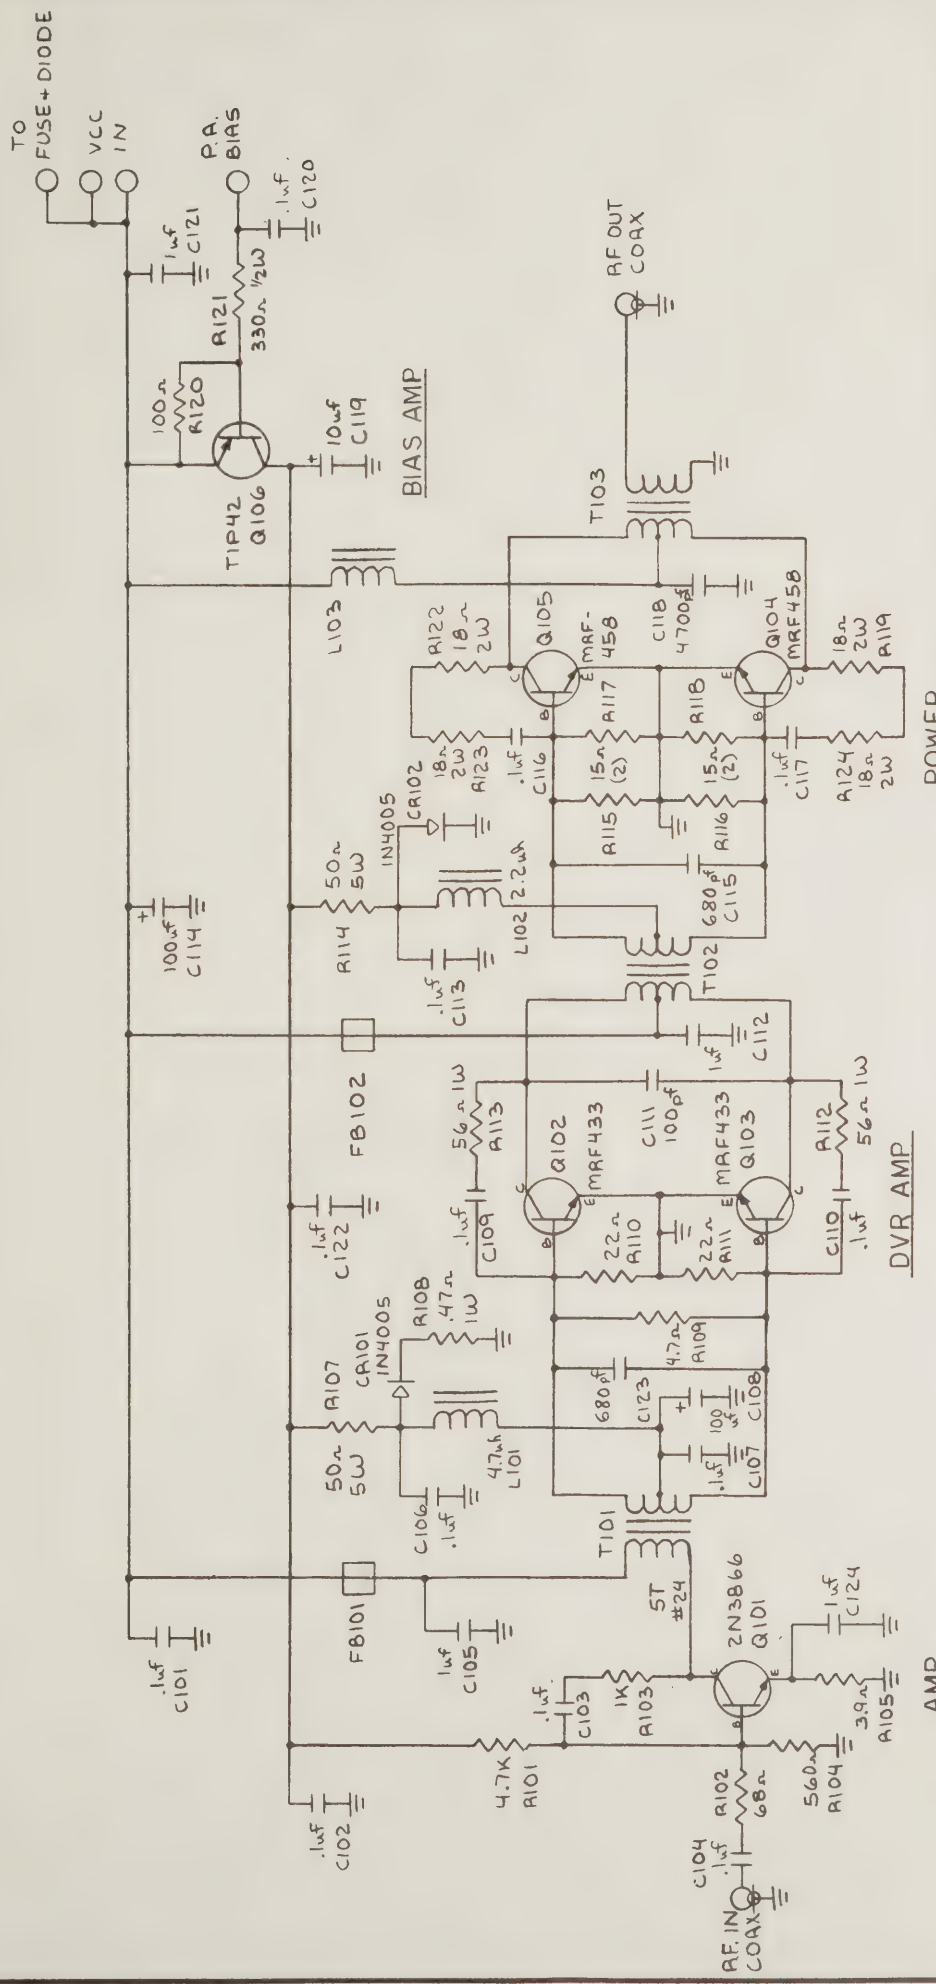 TO
FUSE+DIODE
VCC
IN
P.A.
BIAS
1uf
C121
.1uf.
C120
R121
330Ω 1/2W
100Ω
R120
TIP42
Q106
10uf
C119
+
BIAS AMP
RF OUT
COAX
T103
L103
R122
18Ω
2W
18Ω
2W
R123
.1uf
C116
Q105
MRF-
458
C
B
E
C118
4700pf
R117
15Ω
(2)
R118
15Ω
(2)
R115
R116
Q104
MRF458
E
B
C
.1uf
C117
18Ω
2W
R119
R124
18Ω
2W
POWER
+
100uf
C114
50Ω
5W
R114
1N4005
CR102
.1uf
C113
L102
2.2uh
680pf
C115
T102
FB102
1uf
C112
56Ω 1W
R113
.1uf
C109
Q102
MRF433
C
B
E
C111
100pf
MRF433
Q103
E
B
C
22Ω
R110
22Ω
R111
R112
56Ω 1W
C110
.1uf
DVR AMP
.1uf
C122
R107
50Ω
5W
CR101
1N4005
R108
.47Ω
1W
C106
.1uf
4.7uh
L101
680pf
C123
4.7Ω
R109
+
100
uf
C108
.1uf
C107
T101
FB101
.1uf
C101
1uf
C105
5T
#24
.1uf
C102
4.7K
R101
.1uf
C103
1K
R103
2N3866
Q101
C
B
E
1uf
C124
3.9Ω
R105
560Ω
R104
R102
68Ω
C104
.1uf
RF. IN
COAX
AMP